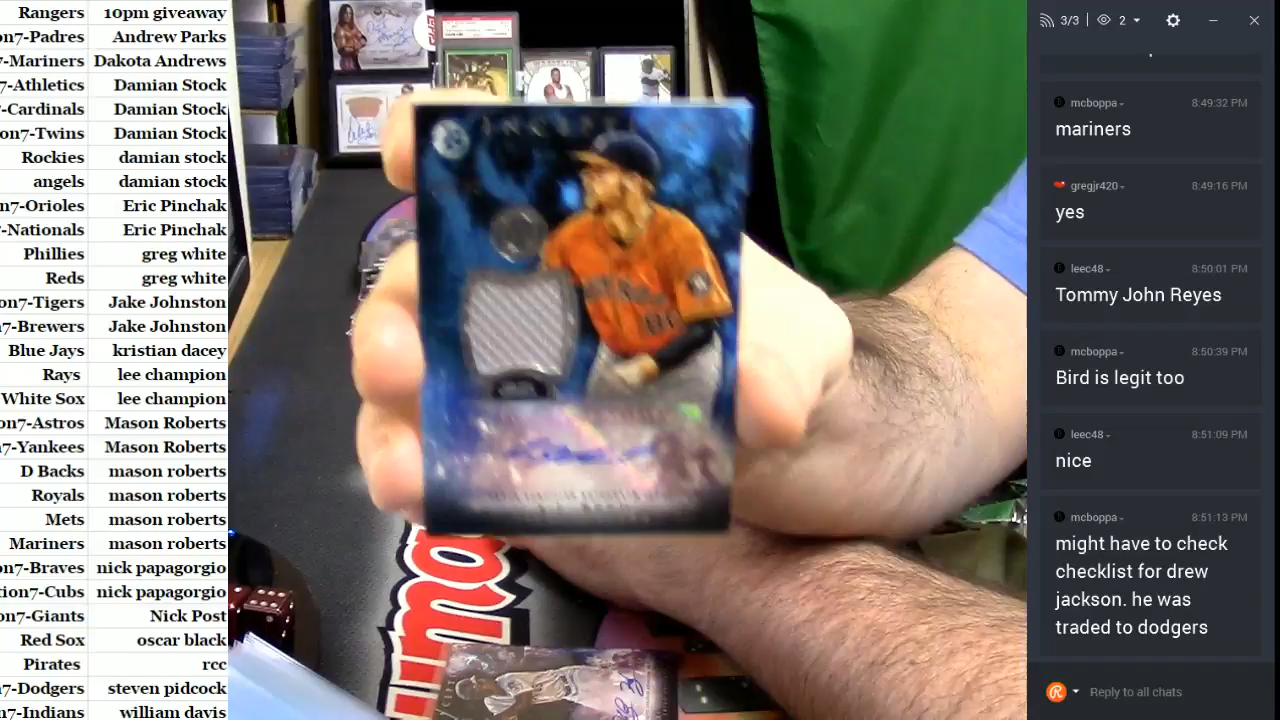 Rangers 10pm giveaway
on7-Padres Andrew Parks
7-Mariners Dakota Andrews
7-Athletics Damian Stock
7-Cardinals Damian Stock
on7-Twins Damian Stock
Rockies damian stock
angels damian stock
on7-Orioles Eric Pinchak
7-Nationals Eric Pinchak
Phillies greg white
Reds greg white
on7-Tigers Jake Johnston
n7-Brewers Jake Johnston
Blue Jays kristian dacey
Rays lee champion
White Sox lee champion
n7-Astros Mason Roberts
7-Yankees Mason Roberts
D Backs mason roberts
Royals mason roberts
Mets mason roberts
Mariners mason roberts
n7-Braves nick papagorgio
tion7-Cubs nick papagorgio
on7-Giants Nick Post
Red Sox oscar black
Pirates rcc
7-Dodgers steven pidcock
n7-Indians william davis
3/3 2
mcboppa 8:49:32 PM
mariners
gregjr420 8:49:16 PM
yes
leec48 8:50:01 PM
Tommy John Reyes
mcboppa 8:50:39 PM
Bird is legit too
leec48 8:51:09 PM
nice
mcboppa 8:51:13 PM
might have to check
checklist for drew
jackson. he was
traded to dodgers
Reply to all chats